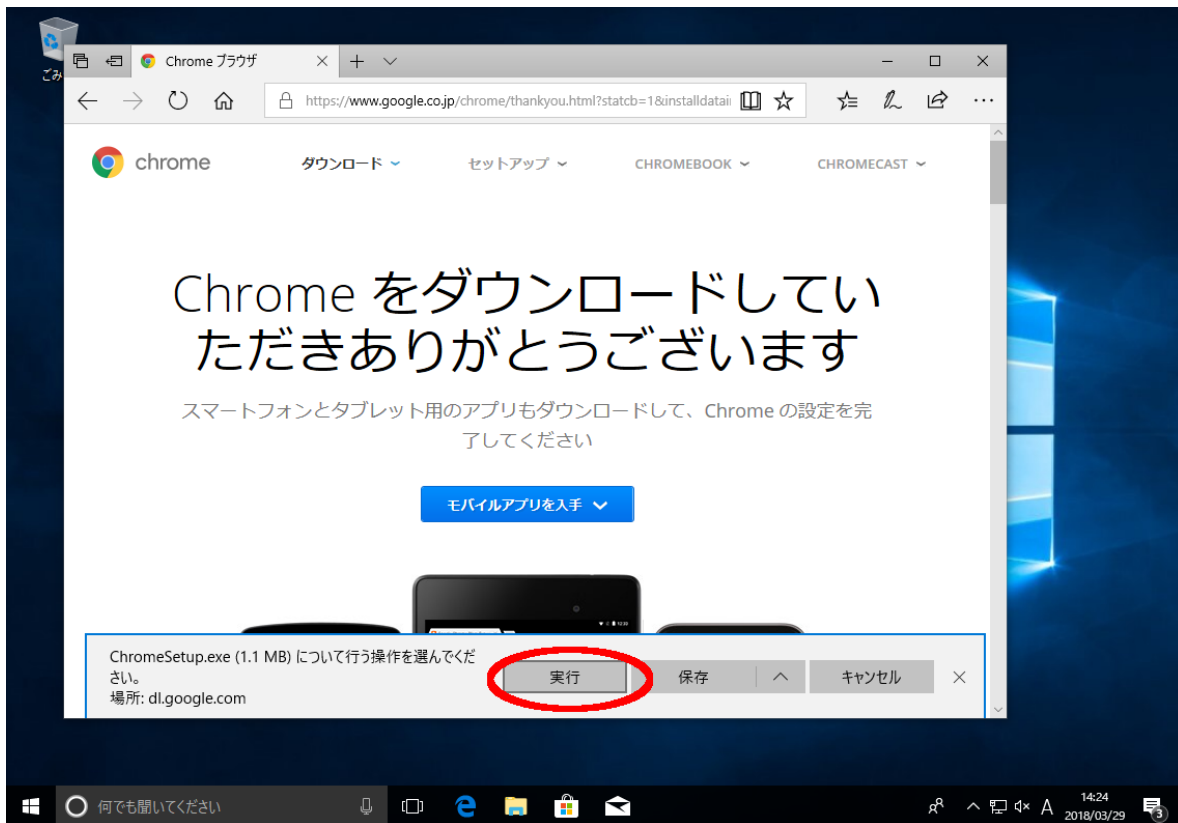 ごみ
Chrome ブラウザ
https://www.google.co.jp/chrome/thankyou.html?statcb=1&installdatai
chrome
ダウンロード
セットアップ
CHROMEBOOK
CHROMECAST
Chrome をダウンロードしてい
ただきありがとうございます
スマートフォンとタブレット用のアプリもダウンロードして、Chrome の設定を完
了してください
モバイルアプリを入手
ChromeSetup.exe (1.1 MB) について行う操作を選んでくだ
さい。
場所: dl.google.com
実行
保存
キャンセル
何でも聞いてください
A
14:24
2018/03/29
3